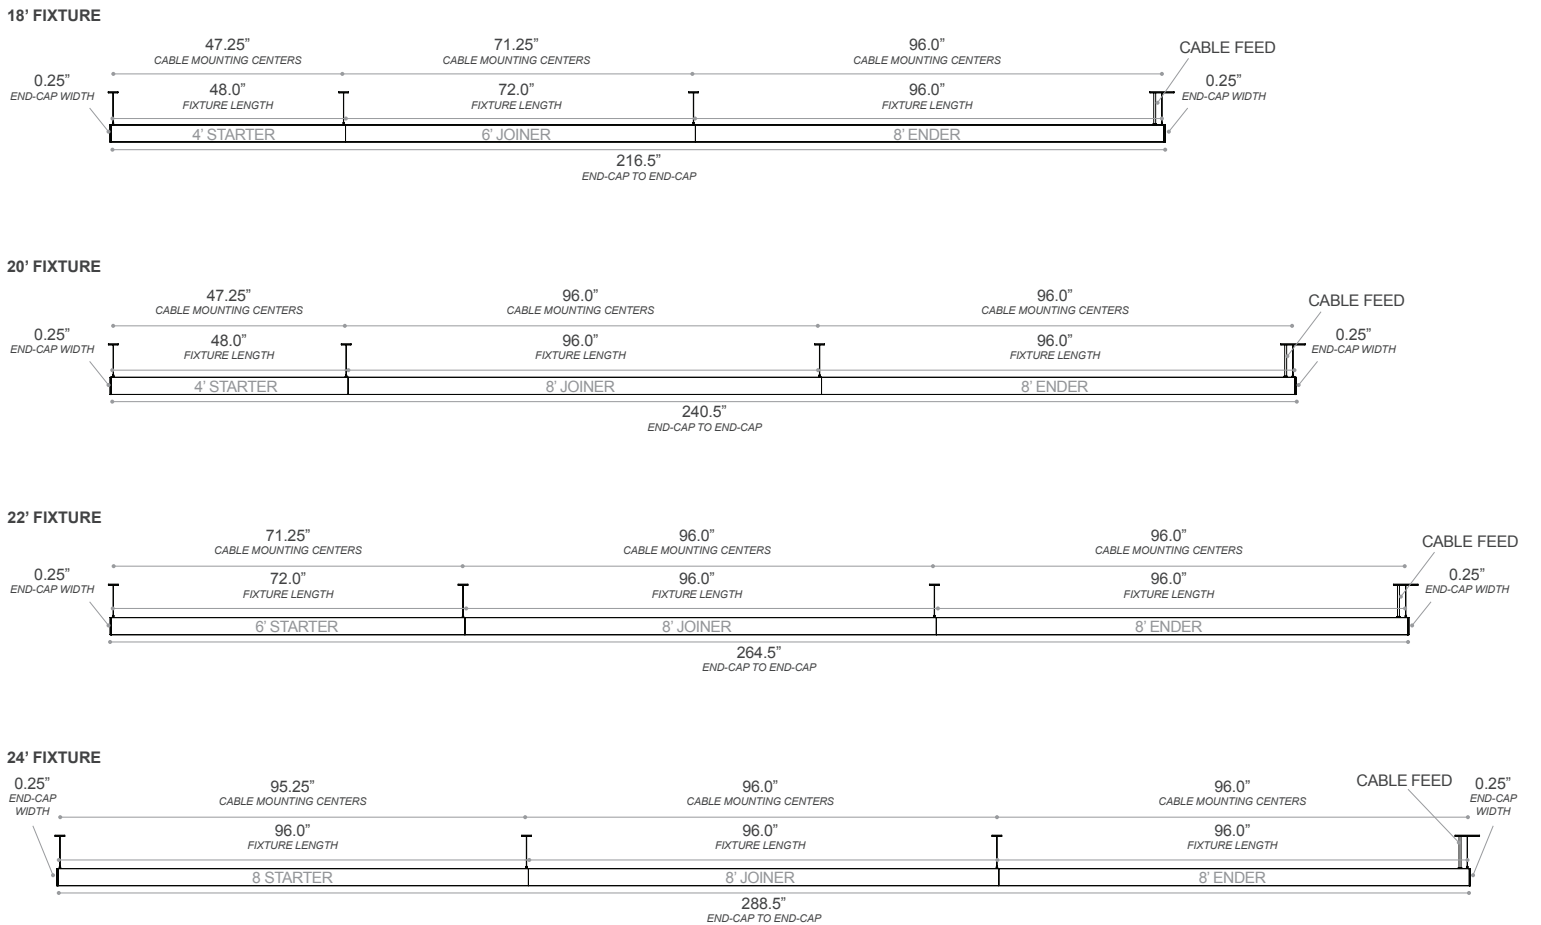 18’ FIXTURE
47.25”
CABLE MOUNTING CENTERS
71.25”
CABLE MOUNTING CENTERS
96.0”
CABLE MOUNTING CENTERS
CABLE FEED
0.25”
END-CAP WIDTH
48.0”
FIXTURE LENGTH
72.0”
FIXTURE LENGTH
96.0”
FIXTURE LENGTH
0.25”
END-CAP WIDTH
4’ STARTER
6’ JOINER
8’ ENDER
216.5”
END-CAP TO END-CAP
20’ FIXTURE
47.25”
CABLE MOUNTING CENTERS
96.0”
CABLE MOUNTING CENTERS
96.0”
CABLE MOUNTING CENTERS
CABLE FEED
0.25”
END-CAP WIDTH
48.0”
FIXTURE LENGTH
96.0”
FIXTURE LENGTH
96.0”
FIXTURE LENGTH
0.25”
END-CAP WIDTH
4’ STARTER
8’ JOINER
8’ ENDER
240.5”
END-CAP TO END-CAP
22’ FIXTURE
71.25”
CABLE MOUNTING CENTERS
96.0”
CABLE MOUNTING CENTERS
96.0”
CABLE MOUNTING CENTERS
CABLE FEED
0.25”
END-CAP WIDTH
72.0”
FIXTURE LENGTH
96.0”
FIXTURE LENGTH
96.0”
FIXTURE LENGTH
0.25”
END-CAP WIDTH
6’ STARTER
8’ JOINER
8’ ENDER
264.5”
END-CAP TO END-CAP
24’ FIXTURE
0.25”
END-CAP
WIDTH
95.25”
CABLE MOUNTING CENTERS
96.0”
CABLE MOUNTING CENTERS
96.0”
CABLE MOUNTING CENTERS
CABLE FEED
0.25”
END-CAP
WIDTH
96.0”
FIXTURE LENGTH
96.0”
FIXTURE LENGTH
96.0”
FIXTURE LENGTH
8 STARTER
8’ JOINER
8’ ENDER
288.5”
END-CAP TO END-CAP